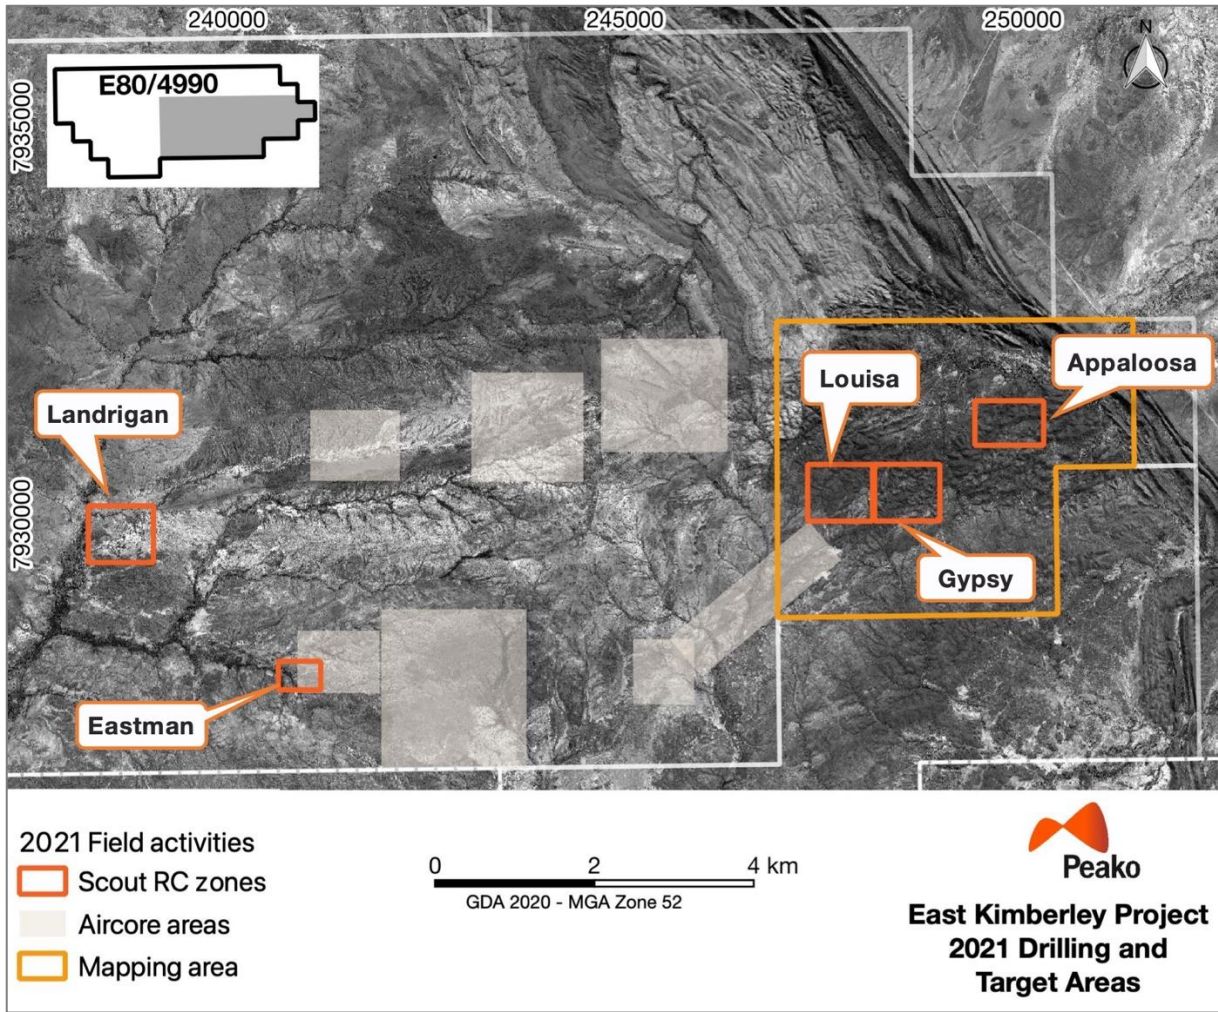 240000
245000
250000
N
E80/4990
7935000
Appaloosa
Louisa
Landrigan
7930000
Gypsy
Eastman
2021 Field activities
Scout RC zones
Aircore areas
Mapping area
0 2 4 km
GDA 2020 - MGA Zone 52
Peako
East Kimberley Project
2021 Drilling and
Target Areas